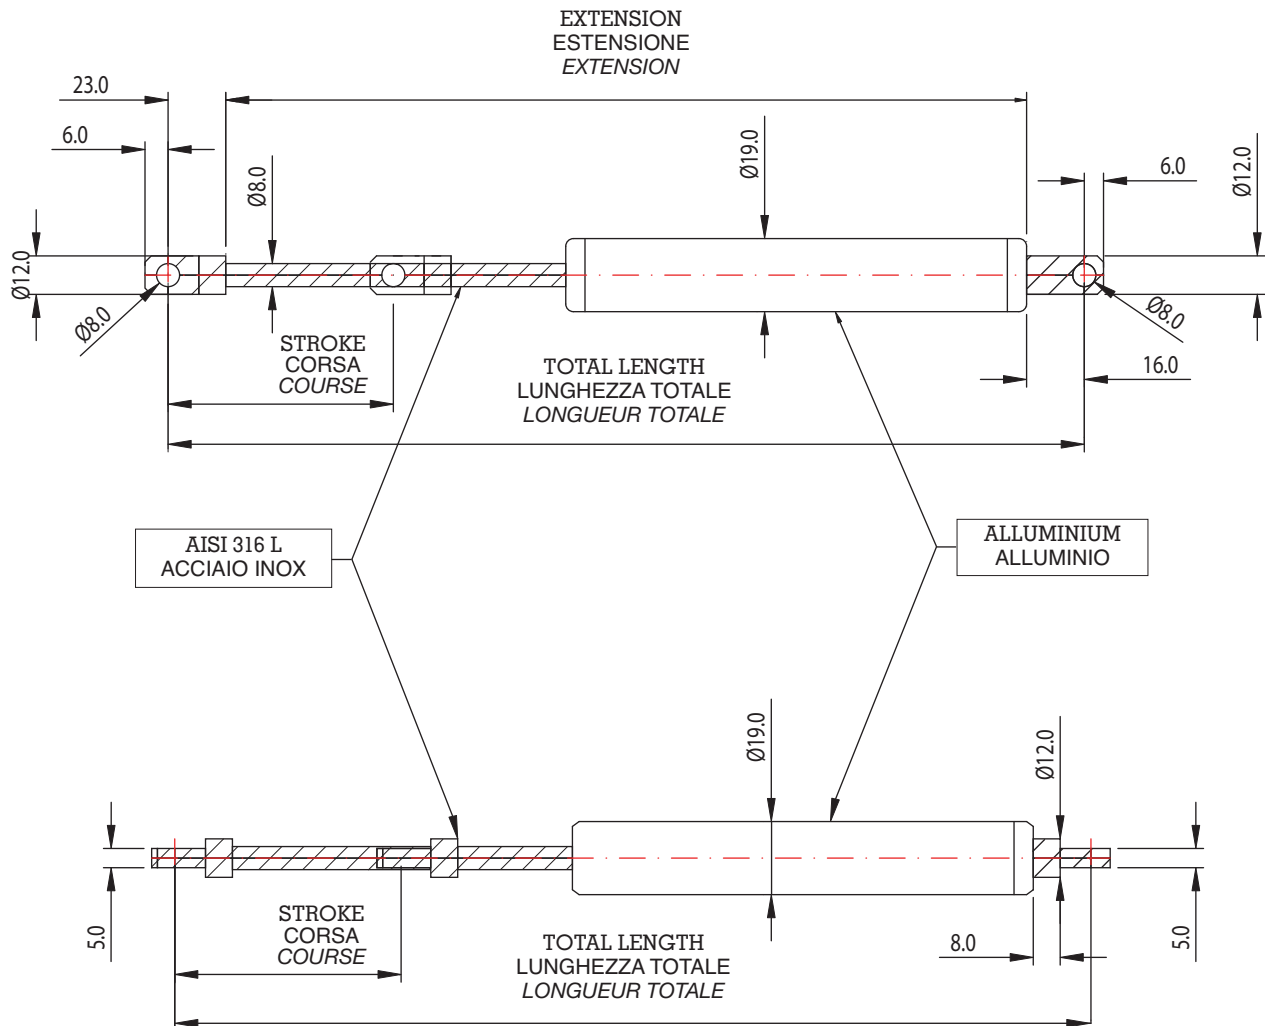 EXTENSION
ESTENSIONE
EXTENSION
23.0
6.0
Ø8.0
Ø19.0
6.0
Ø12.0
Ø12.0
Ø8.0
Ø8.0
STROKE
CORSA
COURSE
TOTAL LENGTH
LUNGHEZZA TOTALE
LONGUEUR TOTALE
16.0
AISI 316 L
ACCIAIO INOX
ALLUMINIUM
ALLUMINIO
Ø19.0
Ø12.0
5.0
STROKE
CORSA
COURSE
TOTAL LENGTH
LUNGHEZZA TOTALE
LONGUEUR TOTALE
8.0
5.0